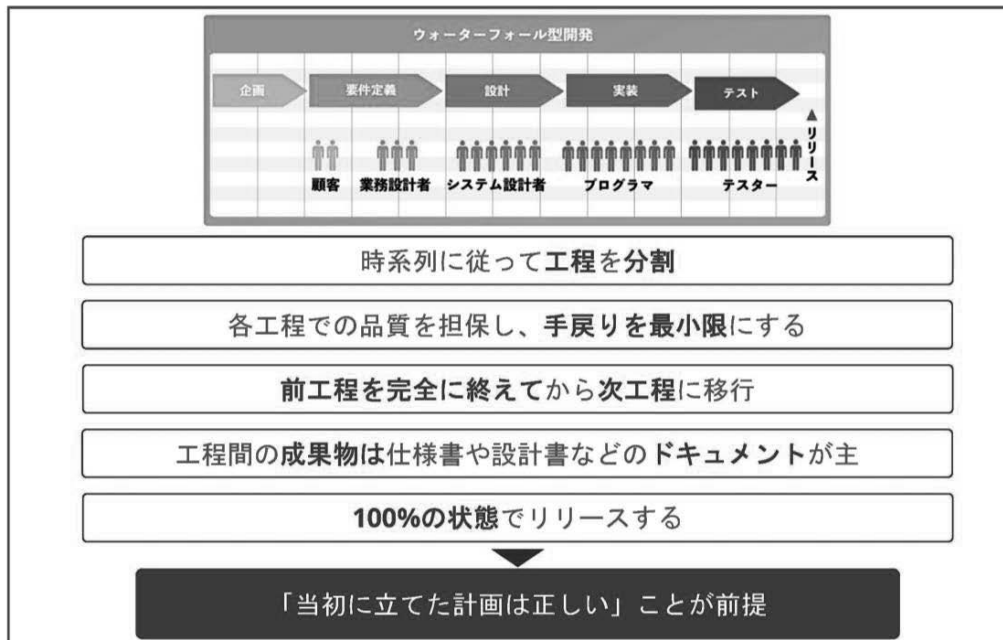 ウォーターフォール型開発
企画
要件定義
設計
実装
テスト
リリース
顧客
業務設計者
システム設計者
プログラマ
テスター
時系列に従って工程を分割
各工程での品質を担保し、手戻りを最小限にする
前工程を完全に終えてから次工程に移行
工程間の成果物は仕様書や設計書などのドキュメントが主
100%の状態でリリースする
「当初に立てた計画は正しい」ことが前提